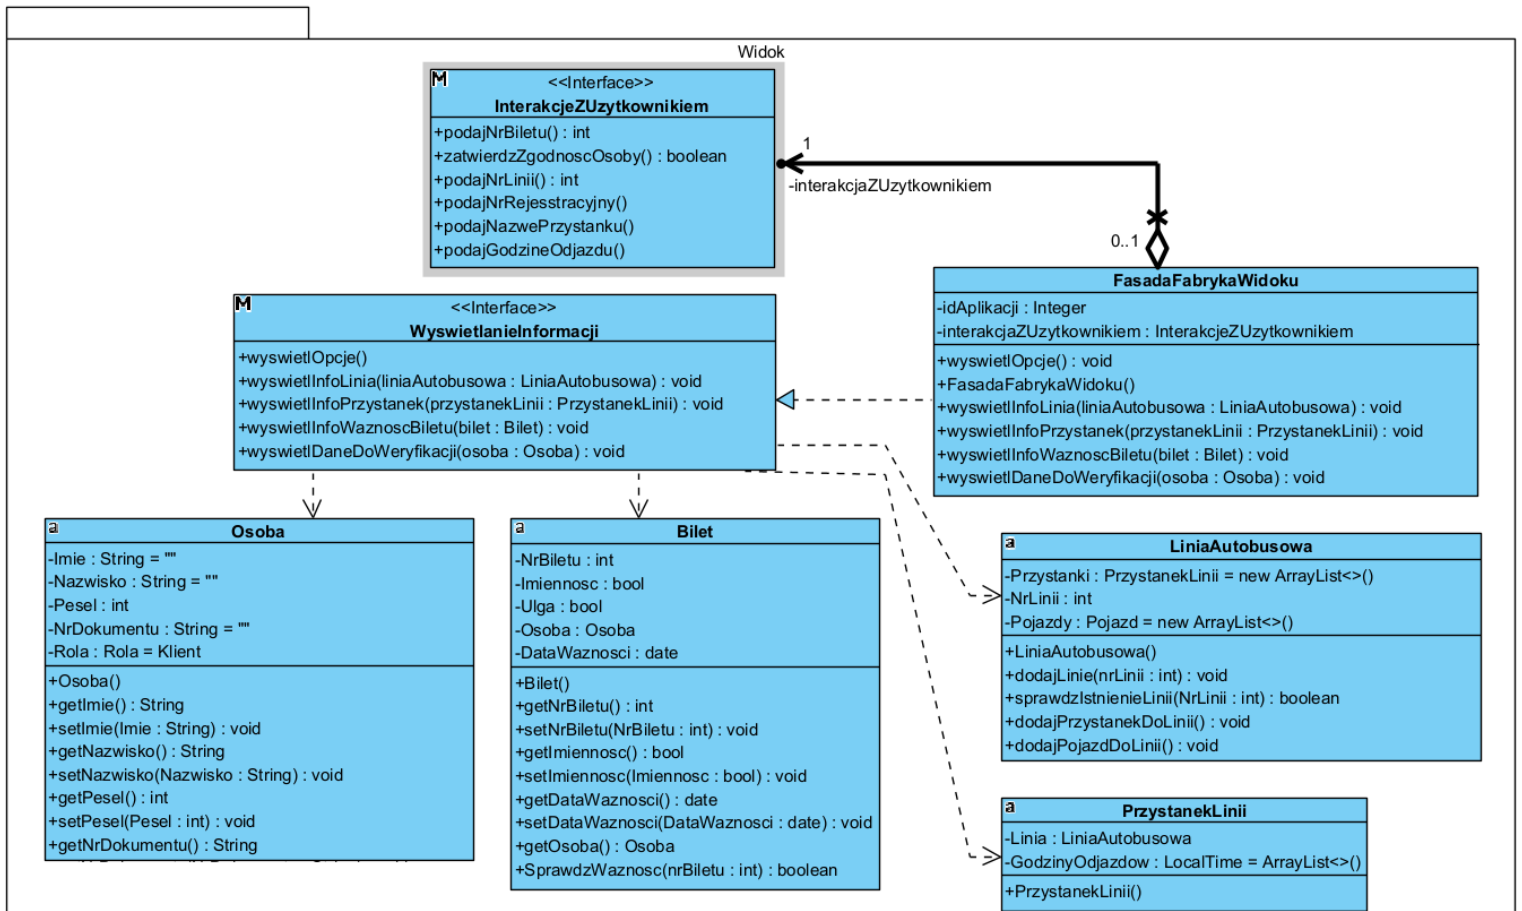 Widok
M
<<Interface>>
InterakcjeZUzytkownikiem
+podajNrBiletu() : int
+zatwierdzZgodnoscOsoby() : boolean
+podajNrLinii() : int
+podajNrRejesstracyjny()
+podajNazwePrzystanku()
+podajGodzineOdjazdu()
1
-interakcjaZUzytkownikiem
0..1
FasadaFabrykaWidoku
-idAplikacji : Integer
-interakcjaZUzytkownikiem : InterakcjeZUzytkownikiem
+wyswietlOpcje() : void
+FasadaFabrykaWidoku()
+wyswietlInfoLinia(liniaAutobusowa : LiniaAutobusowa) : void
+wyswietlInfoPrzystanek(przystanekLinii : PrzystanekLinii) : void
+wyswietlInfoWaznoscBiletu(bilet : Bilet) : void
+wyswietlDaneDoWeryfikacji(osoba : Osoba) : void
M
<<Interface>>
WyswietlanieInformacji
+wyswietlOpcje()
+wyswietlInfoLinia(liniaAutobusowa : LiniaAutobusowa) : void
+wyswietlInfoPrzystanek(przystanekLinii : PrzystanekLinii) : void
+wyswietlInfoWaznoscBiletu(bilet : Bilet) : void
+wyswietlDaneDoWeryfikacji(osoba : Osoba) : void
a
Osoba
-Imie : String = ""
-Nazwisko : String = ""
-Pesel : int
-NrDokumentu : String = ""
-Rola : Rola = Klient
+Osoba()
+getImie() : String
+setImie(Imie : String) : void
+getNazwisko() : String
+setNazwisko(Nazwisko : String) : void
+getPesel() : int
+setPesel(Pesel : int) : void
+getNrDokumentu() : String
a
Bilet
-NrBiletu : int
-Imiennosc : bool
-Ulga : bool
-Osoba : Osoba
-DataWaznosci : date
+Bilet()
+getNrBiletu() : int
+setNrBiletu(NrBiletu : int) : void
+getImiennosc() : bool
+setImiennosc(Imiennosc : bool) : void
+getDataWaznosci() : date
+setDataWaznosci(DataWaznosci : date) : void
+getOsoba() : Osoba
+SprawdzWaznosc(nrBiletu : int) : boolean
a
LiniaAutobusowa
-Przystanki : PrzystanekLinii = new ArrayList<>()
-NrLinii : int
-Pojazdy : Pojazd = new ArrayList<>()
+LiniaAutobusowa()
+dodajLinie(nrLinii : int) : void
+sprawdzIstnienieLinii(NrLinii : int) : boolean
+dodajPrzystanekDoLinii() : void
+dodajPojazdDoLinii() : void
a
PrzystanekLinii
-Linia : LiniaAutobusowa
-GodzinyOdjazdow : LocalTime = ArrayList<>()
+PrzystanekLinii()